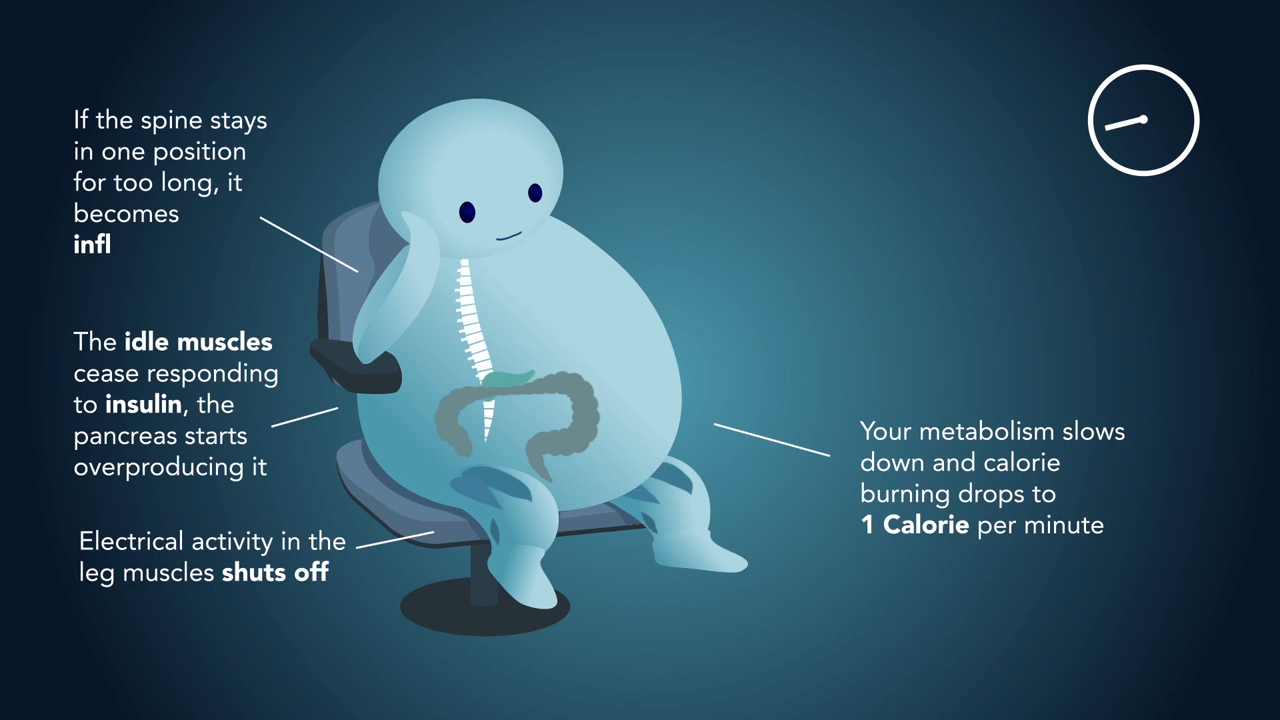 If the spine stays
in one position
for too long, it
becomes
infl
The idle muscles
cease responding
to insulin, the
pancreas starts
overproducing it
Electrical activity in the
leg muscles shuts off
Your metabolism slows
down and calorie
burning drops to
1 Calorie per minute